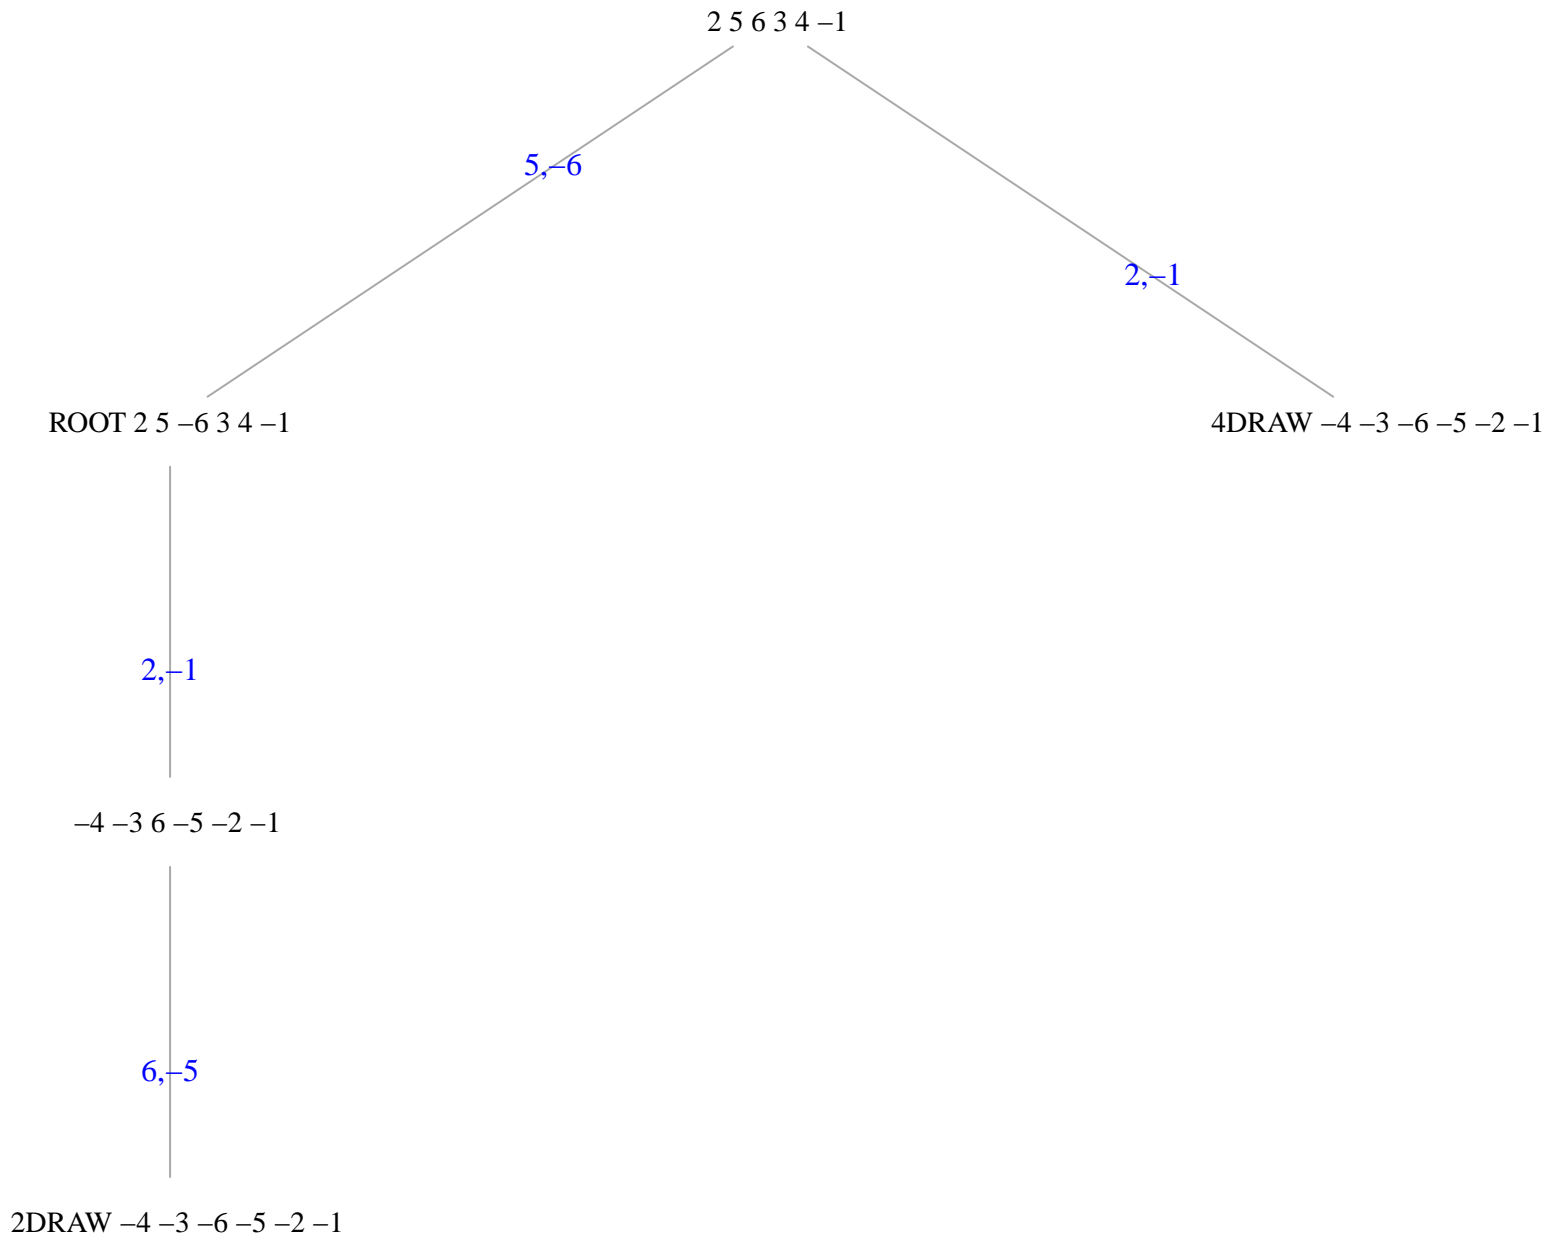 2 5 6 3 4 –1
5,–6
2,–1
ROOT 2 5 –6 3 4 –1
4DRAW –4 –3 –6 –5 –2 –1
2,–1
–4 –3 6 –5 –2 –1
6,–5
2DRAW –4 –3 –6 –5 –2 –1